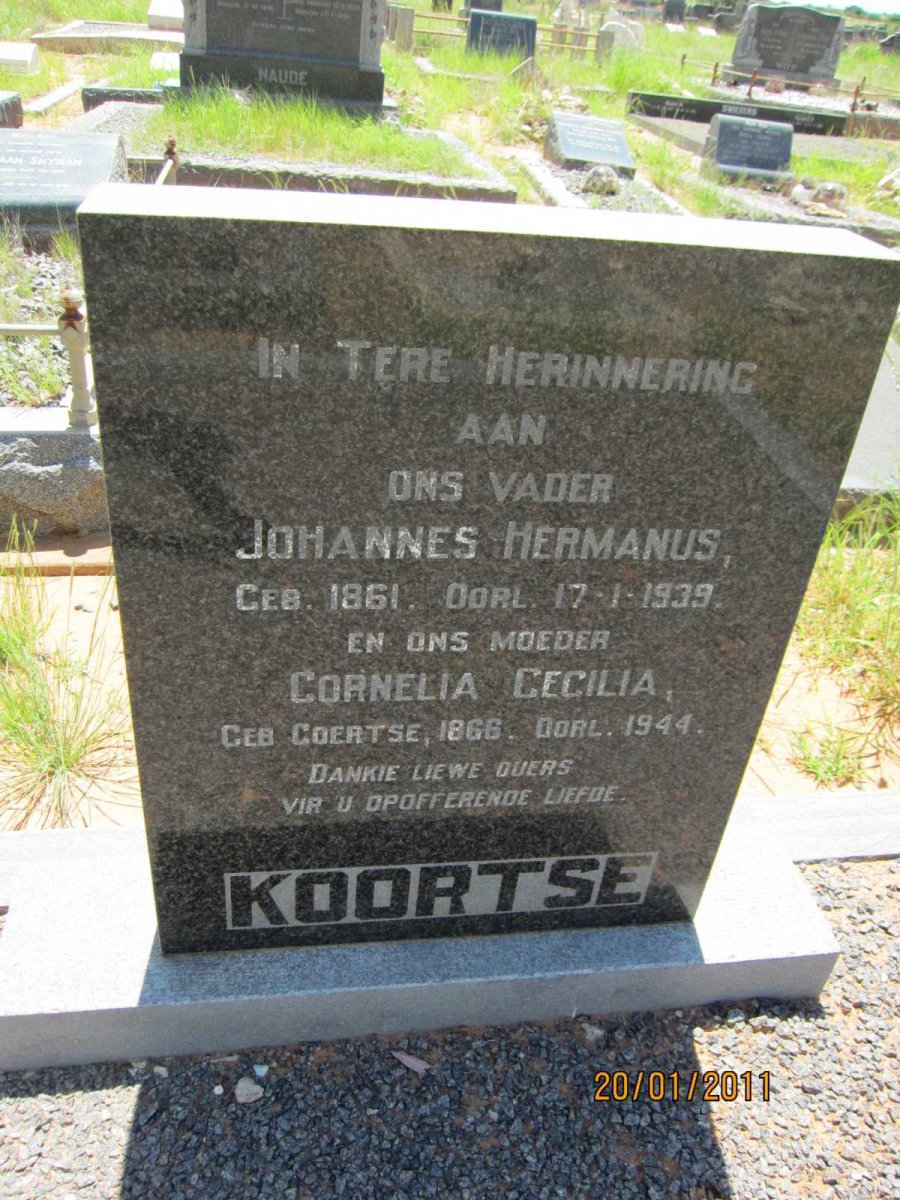 NAUDE
SNYMAN
IN TERE HERINNERING
AAN
ONS VADER
JOHANNES HERMANUS,
GEB. 1861. OORL. 17-1-1939.
EN ONS MOEDER
CORNELIA CECILIA,
GEB COERTSE, 1866. OORL. 1944.
DANKIE LIEWE OUERS
VIR U OPOFFERENDE LIEFDE.
KOORTSE
20/01/2011